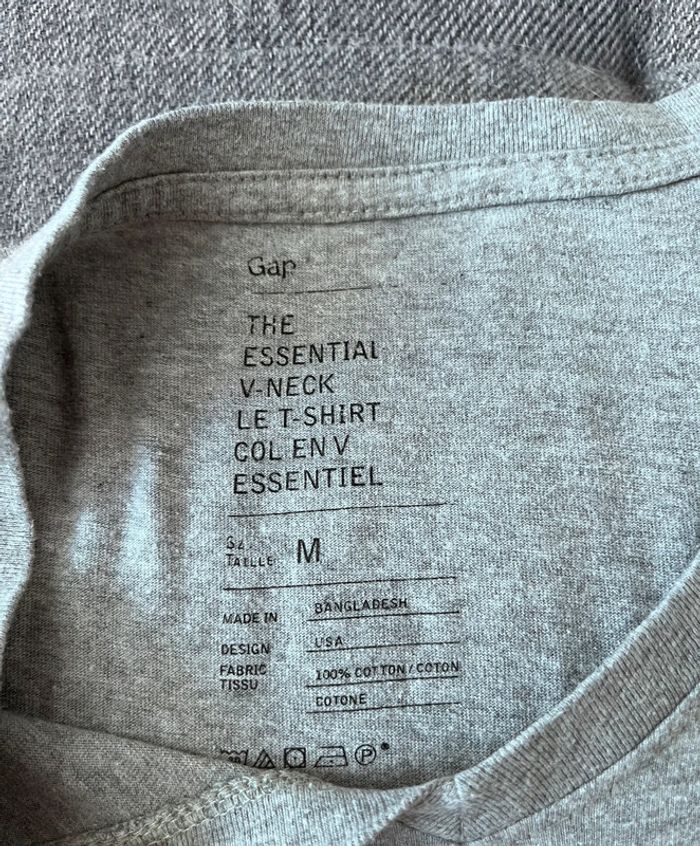 Gap
THE
ESSENTIAL
V-NECK
LE T-SHIRT
COL EN V
ESSENTIEL
SZ
TAILLE M
MADE IN BANGLADESH
DESIGN USA
FABRIC
TISSU 100% COTTON/COTON
COTONE
P